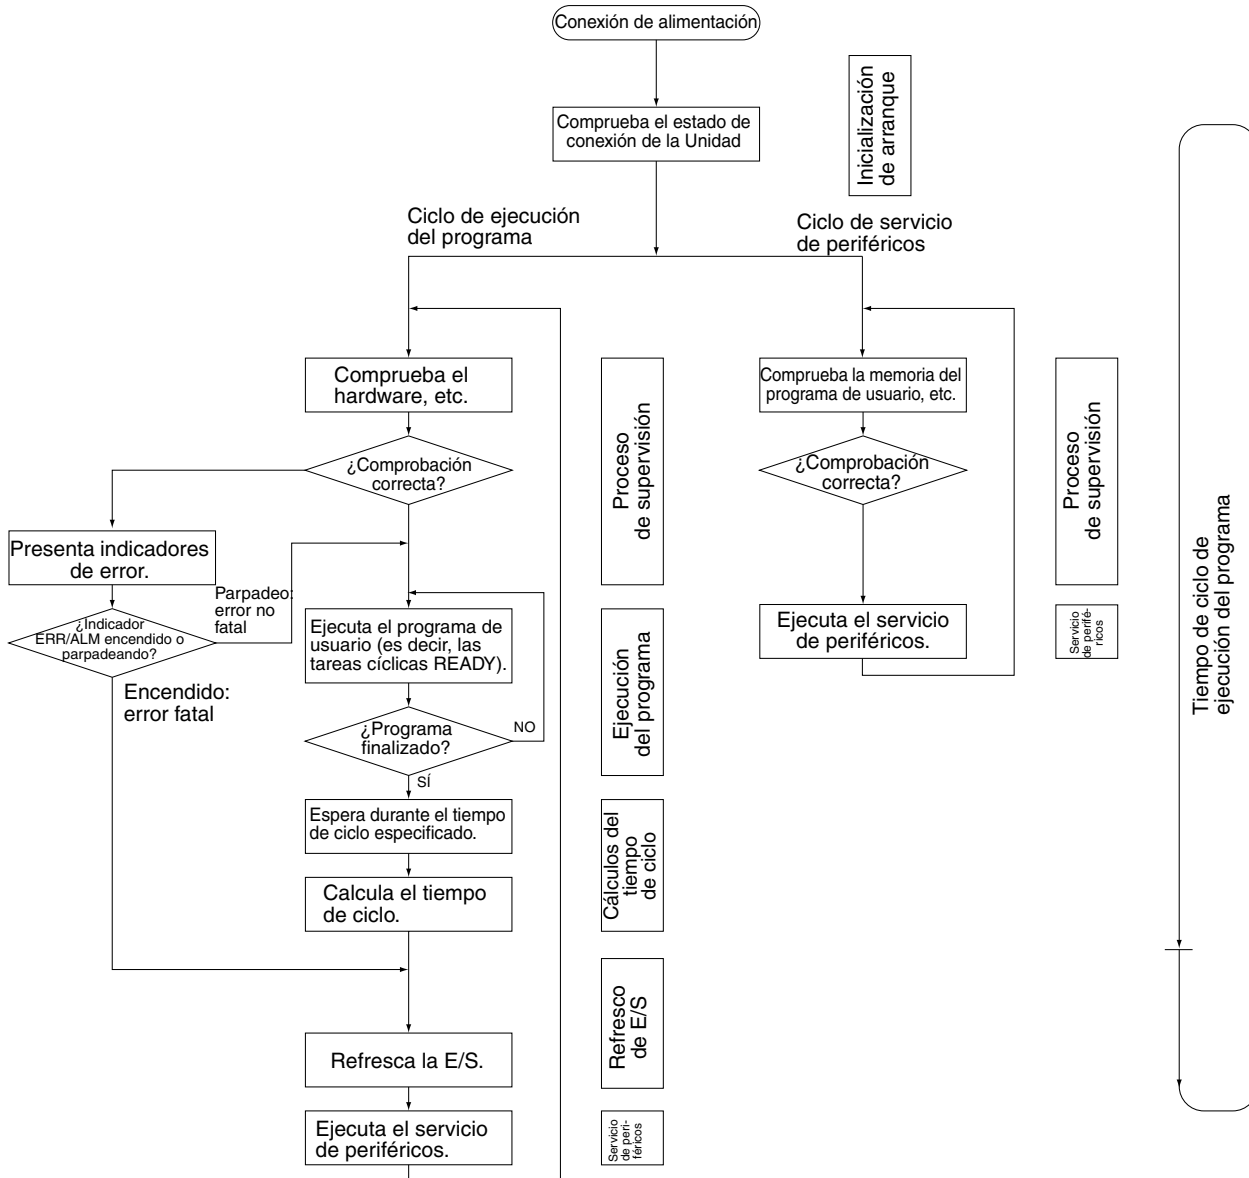 Conexión de alimentación
Comprueba el estado de
conexión de la Unidad
Inicialización
de arranque
Ciclo de ejecución
del programa
Ciclo de servicio
de periféricos
Comprueba el
hardware, etc.
¿Comprobación
correcta?
Proceso
de supervisión
Comprueba la memoria del
programa de usuario, etc.
¿Comprobación
correcta?
Proceso
de supervisión
Presenta indicadores
de error.
Parpadeo:
error no
fatal
¿Indicador
ERR/ALM encendido o
parpadeando?
Encendido:
error fatal
Ejecuta el programa de
usuario (es decir, las
tareas cíclicas READY).
¿Programa
finalizado?
NO
SÍ
Ejecución
del programa
Ejecuta el servicio
de periféricos.
Servicio
de perifé-
ricos
Espera durante el tiempo
de ciclo especificado.
Calcula el tiempo
de ciclo.
Cálculos del
tiempo
de ciclo
Refresca la E/S.
Refresco
de E/S
Ejecuta el servicio
de periféricos.
Servicio
de peri-
féricos
Tiempo de ciclo de
ejecución del programa